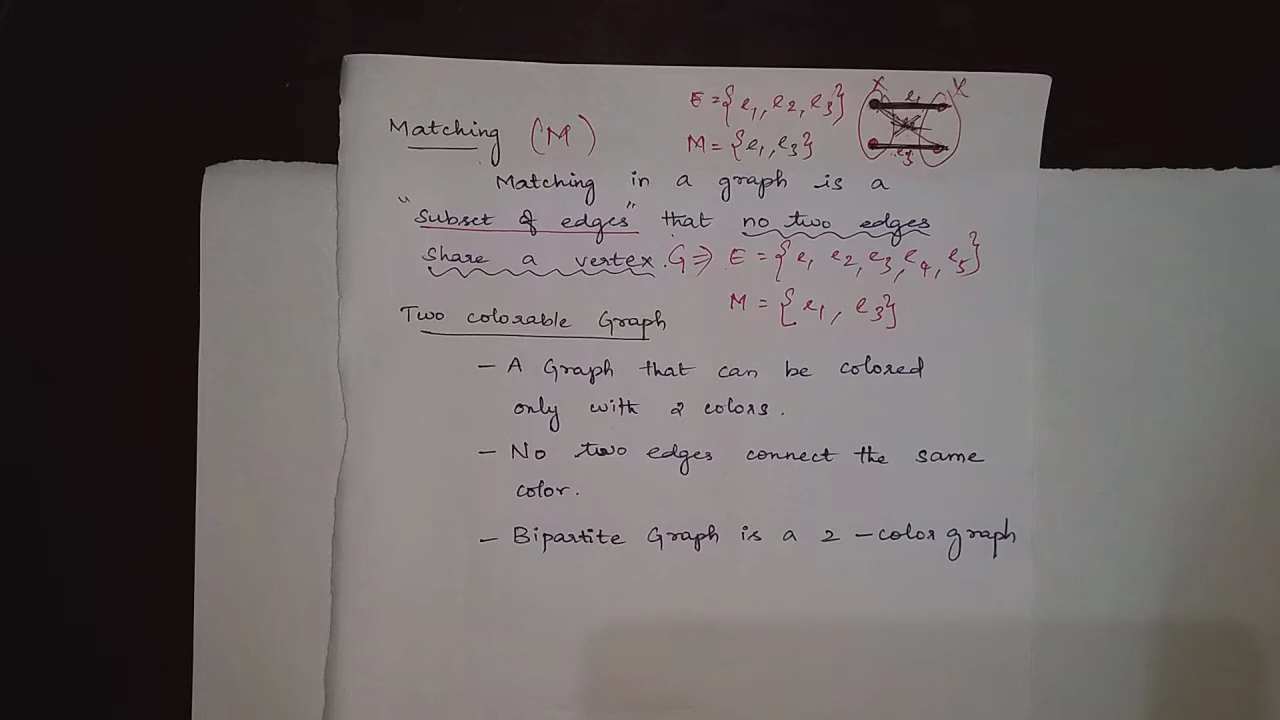 E = {e1, e2, e3}
Matching (M)
M = {e1, e3}
X
e1
e3
Matching in a graph is a
"subset of edges" that no two edges
share a vertex. G ⇒ E = {e1 e2, e3, e4, e5}
M = {e1, e3}
Two colorable Graph
- A Graph that can be colored
only with 2 colors.
- No two edges connect the same
color.
- Bipartite Graph is a 2 - color graph